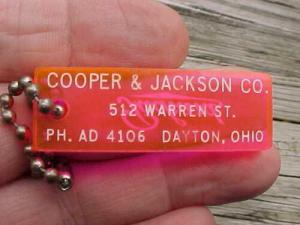 COOPER & JACKSON CO.
512 WARREN ST.
PH. AD 4106 DAYTON, OHIO